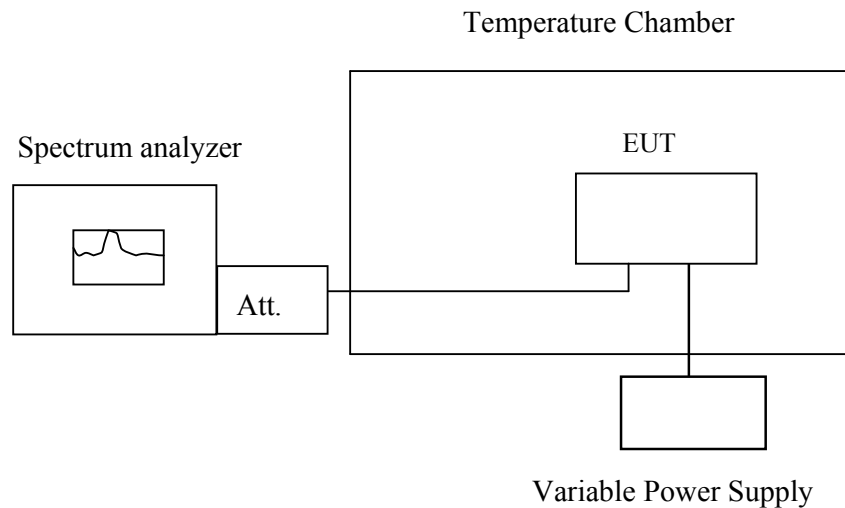 Temperature Chamber
Spectrum analyzer
EUT
Att.
Variable Power Supply